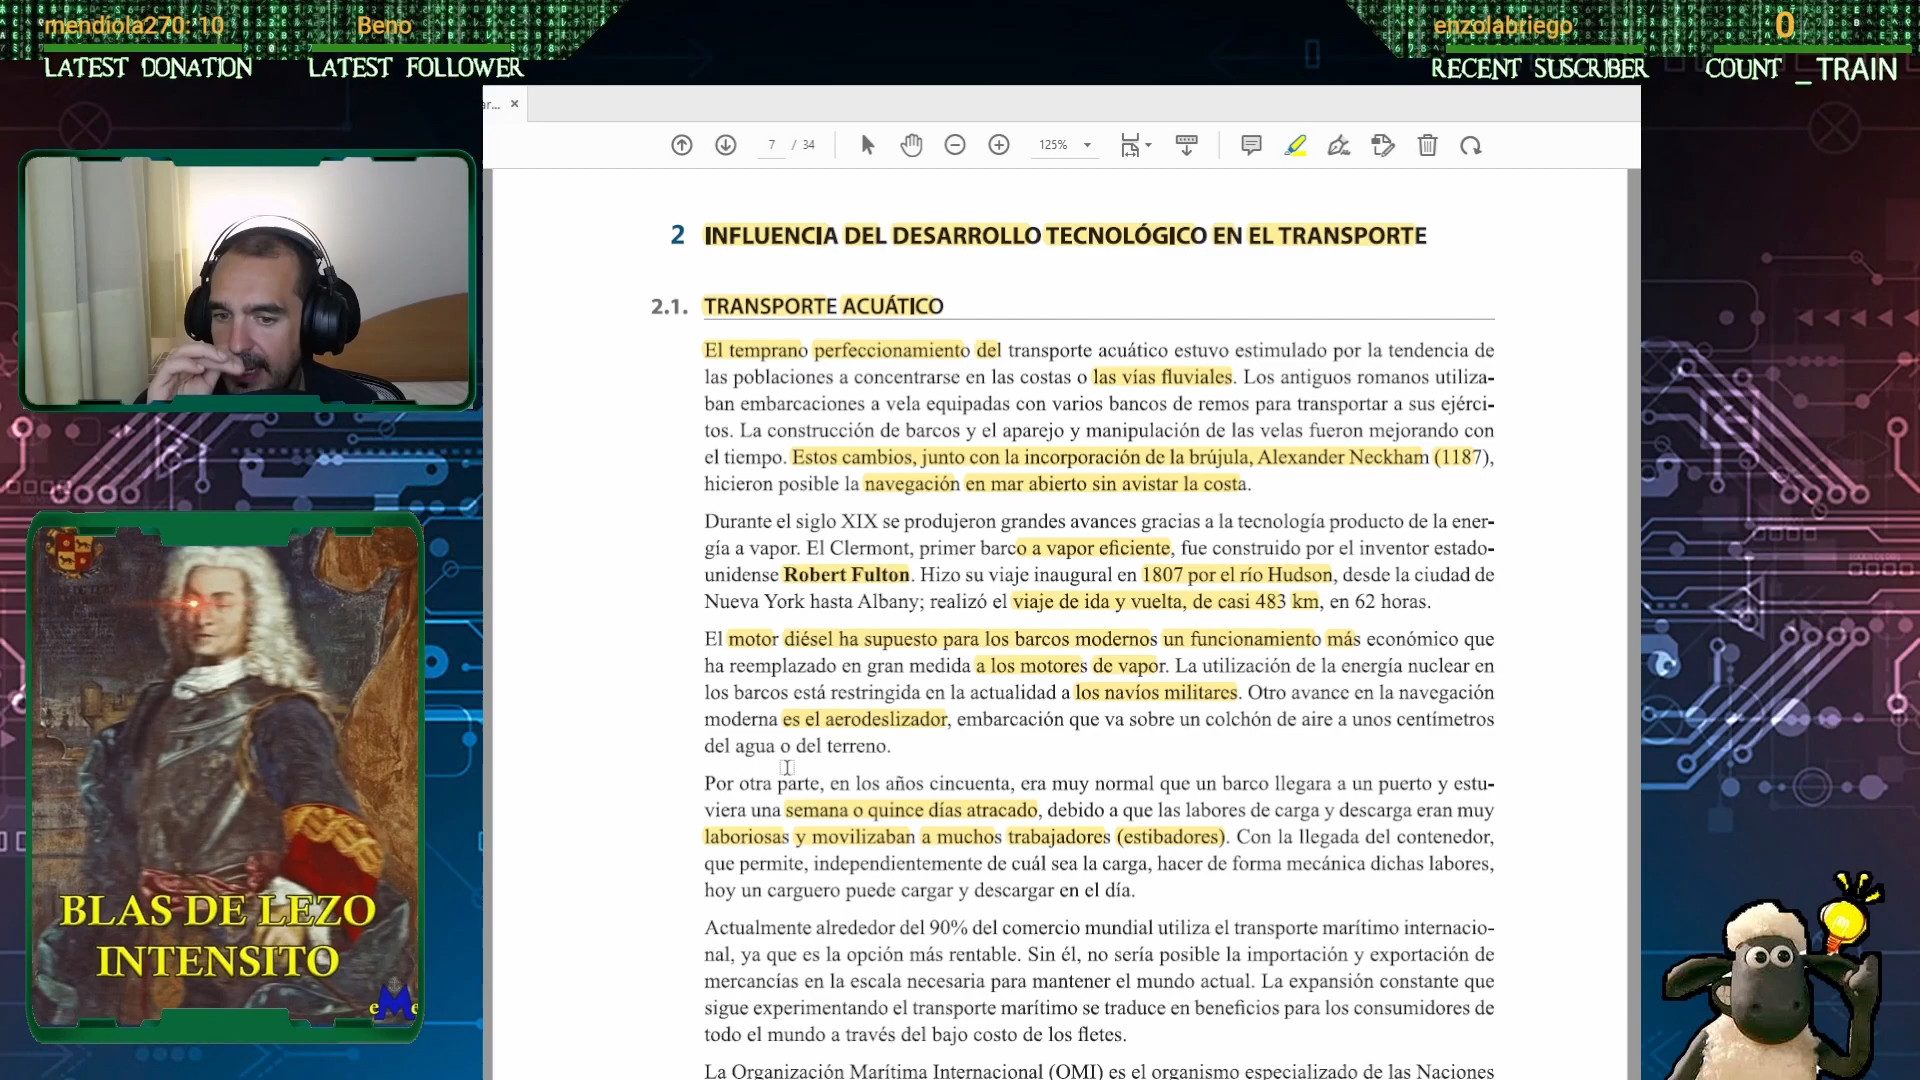 mendiola270: 10
Beno
enzolabriego
0
LATEST DONATION
LATEST FOLLOWER
RECENT SUSCRIBER
COUNT _TRAIN
ar...
7 / 34
125%
2 INFLUENCIA DEL DESARROLLO TECNOLÓGICO EN EL TRANSPORTE
2.1. TRANSPORTE ACUÁTICO
El temprano perfeccionamiento del transporte acuático estuvo estimulado por la tendencia de
las poblaciones a concentrarse en las costas o las vías fluviales. Los antiguos romanos utiliza-
ban embarcaciones a vela equipadas con varios bancos de remos para transportar a sus ejérci-
tos. La construcción de barcos y el aparejo y manipulación de las velas fueron mejorando con
el tiempo. Estos cambios, junto con la incorporación de la brújula, Alexander Neckham (1187),
hicieron posible la navegación en mar abierto sin avistar la costa.
Durante el siglo XIX se produjeron grandes avances gracias a la tecnología producto de la ener-
gía a vapor. El Clermont, primer barco a vapor eficiente, fue construido por el inventor estado-
unidense Robert Fulton. Hizo su viaje inaugural en 1807 por el río Hudson, desde la ciudad de
Nueva York hasta Albany; realizó el viaje de ida y vuelta, de casi 483 km, en 62 horas.
El motor diésel ha supuesto para los barcos modernos un funcionamiento más económico que
ha reemplazado en gran medida a los motores de vapor. La utilización de la energía nuclear en
los barcos está restringida en la actualidad a los navíos militares. Otro avance en la navegación
moderna es el aerodeslizador, embarcación que va sobre un colchón de aire a unos centímetros
del agua o del terreno.
Por otra parte, en los años cincuenta, era muy normal que un barco llegara a un puerto y estu-
viera una semana o quince días atracado, debido a que las labores de carga y descarga eran muy
laboriosas y movilizaban a muchos trabajadores (estibadores). Con la llegada del contenedor,
que permite, independientemente de cuál sea la carga, hacer de forma mecánica dichas labores,
hoy un carguero puede cargar y descargar en el día.
Actualmente alrededor del 90% del comercio mundial utiliza el transporte marítimo internacio-
nal, ya que es la opción más rentable. Sin él, no sería posible la importación y exportación de
mercancías en la escala necesaria para mantener el mundo actual. La expansión constante que
sigue experimentando el transporte marítimo se traduce en beneficios para los consumidores de
todo el mundo a través del bajo costo de los fletes.
La Organización Marítima Internacional (OMI) es el organismo especializado de las Naciones
BLAS DE LEZO
INTENSITO
eMe